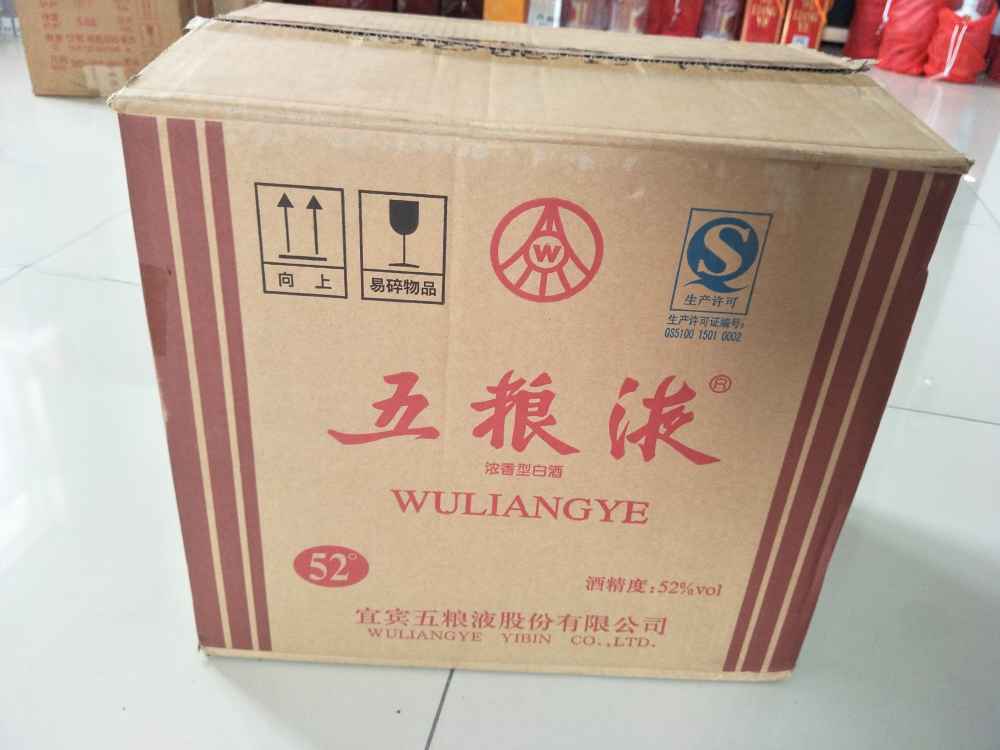 向上
易碎物品
W
S
生产许可
生产许可证编号:
QS5100 1501 0002
五粮液®
浓香型白酒
WULIANGYE
52°
酒精度:52%vol
宜宾五粮液股份有限公司
WULIANGYE YIBIN CO.,LTD.